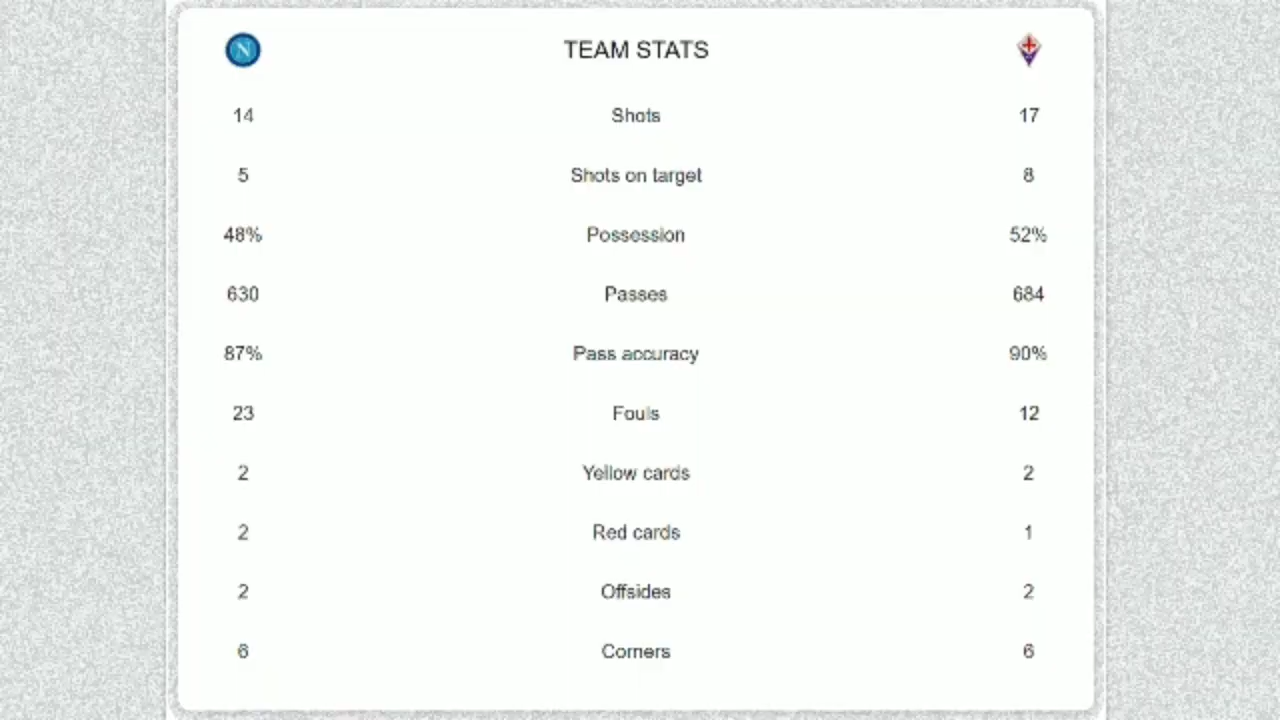 N TEAM STATS
14 Shots 17
5 Shots on target 8
48% Possession 52%
630 Passes 684
87% Pass accuracy 90%
23 Fouls 12
2 Yellow cards 2
2 Red cards 1
2 Offsides 2
6 Corners 6